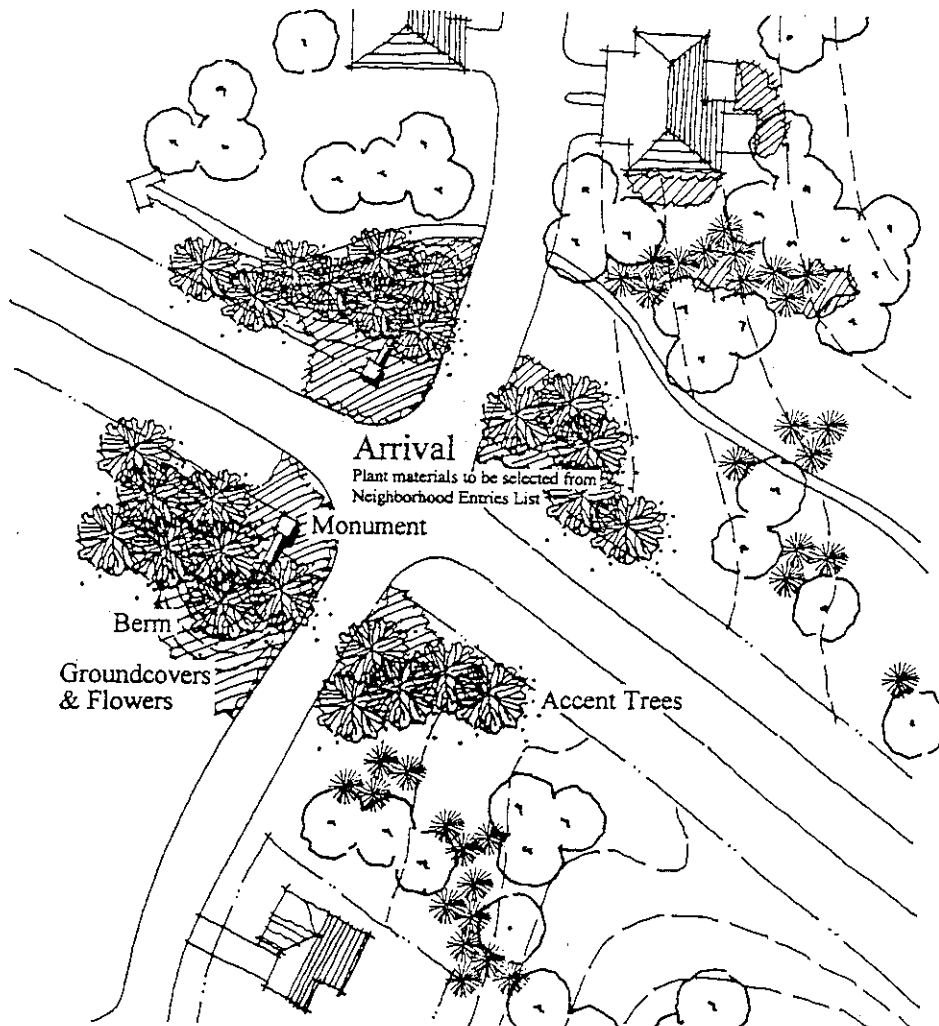 Arrival
Plant materials to be selected from
Neighborhood Entries List
Monument
Berm
Groundcovers
& Flowers
Accent Trees